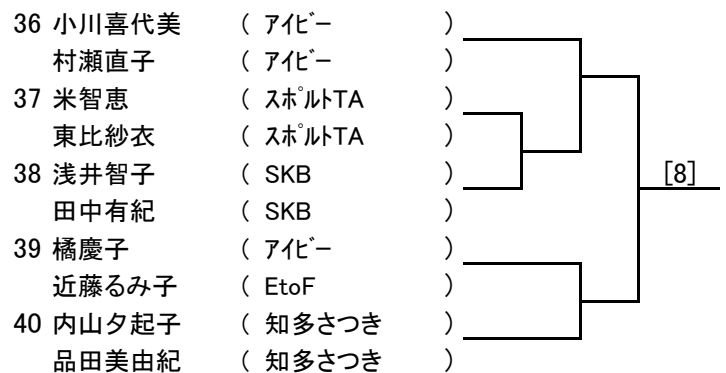 36 小川喜代美 ( アイビー )
村瀬直子 ( アイビー )
37 米智恵 ( スポルトTA )
東比紗衣 ( スポルトTA )
38 浅井智子 ( SKB )
田中有紀 ( SKB )
[8]
39 橘慶子 ( アイビー )
近藤るみ子 ( EtoF )
40 内山夕起子 ( 知多さつき )
品田美由紀 ( 知多さつき )